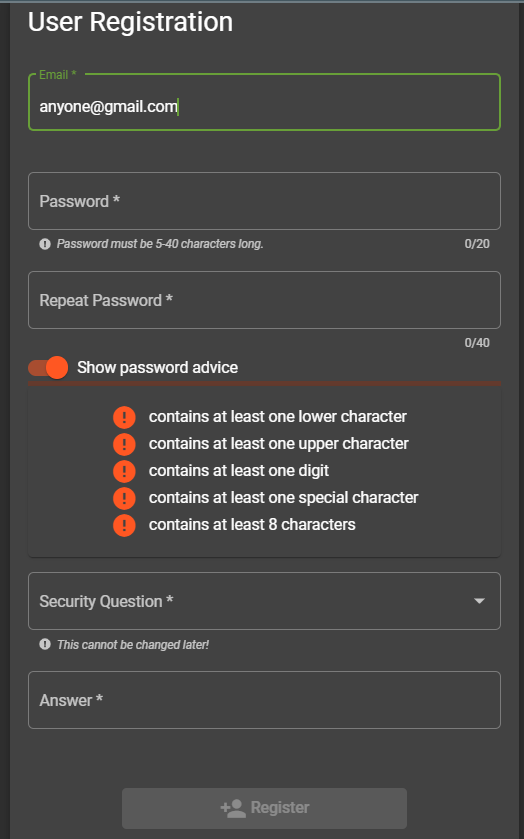 User Registration
Email *
anyone@gmail.com
Password *
Password must be 5-40 characters long.
0/20
Repeat Password *
0/40
Show password advice
contains at least one lower character
contains at least one upper character
contains at least one digit
contains at least one special character
contains at least 8 characters
Security Question *
This cannot be changed later!
Answer *
Register